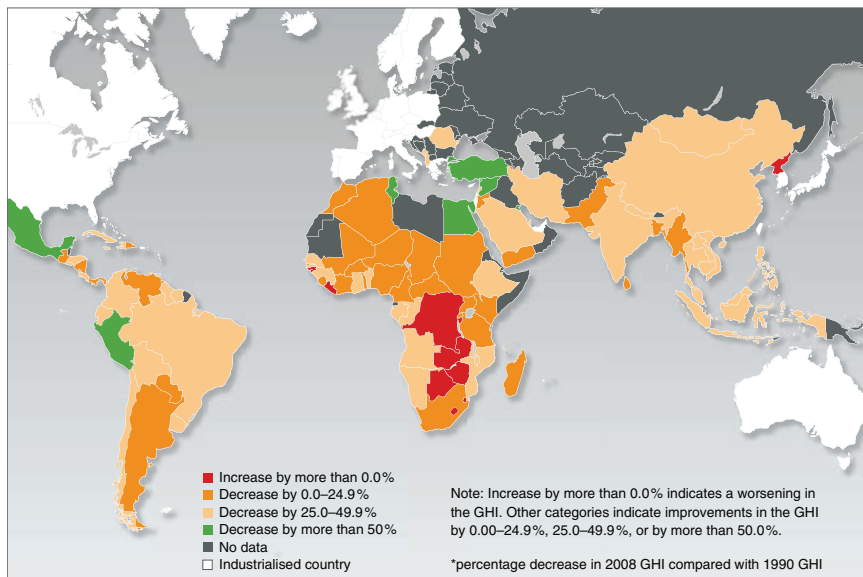 Increase by more than 0.0%
Decrease by 0.0–24.9%
Decrease by 25.0–49.9%
Decrease by more than 50%
No data
Industrialised country
Note: Increase by more than 0.0% indicates a worsening in
the GHI. Other categories indicate improvements in the GHI
by 0.00–24.9%, 25.0–49.9%, or by more than 50.0%.
*percentage decrease in 2008 GHI compared with 1990 GHI